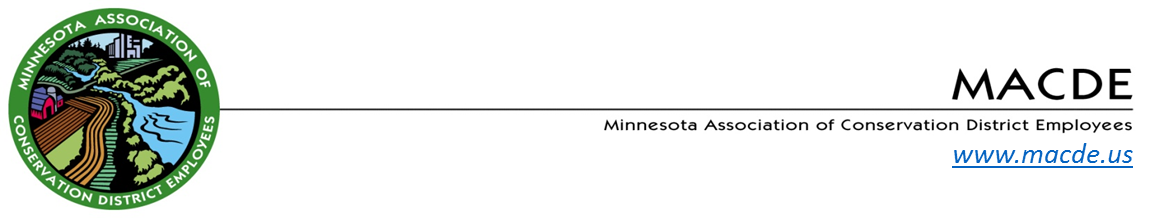 MINNESOTA ASSOCIATION OF
CONSERVATION DISTRICT EMPLOYEES
MACDE
Minnesota Association of Conservation District Employees
www.macde.us